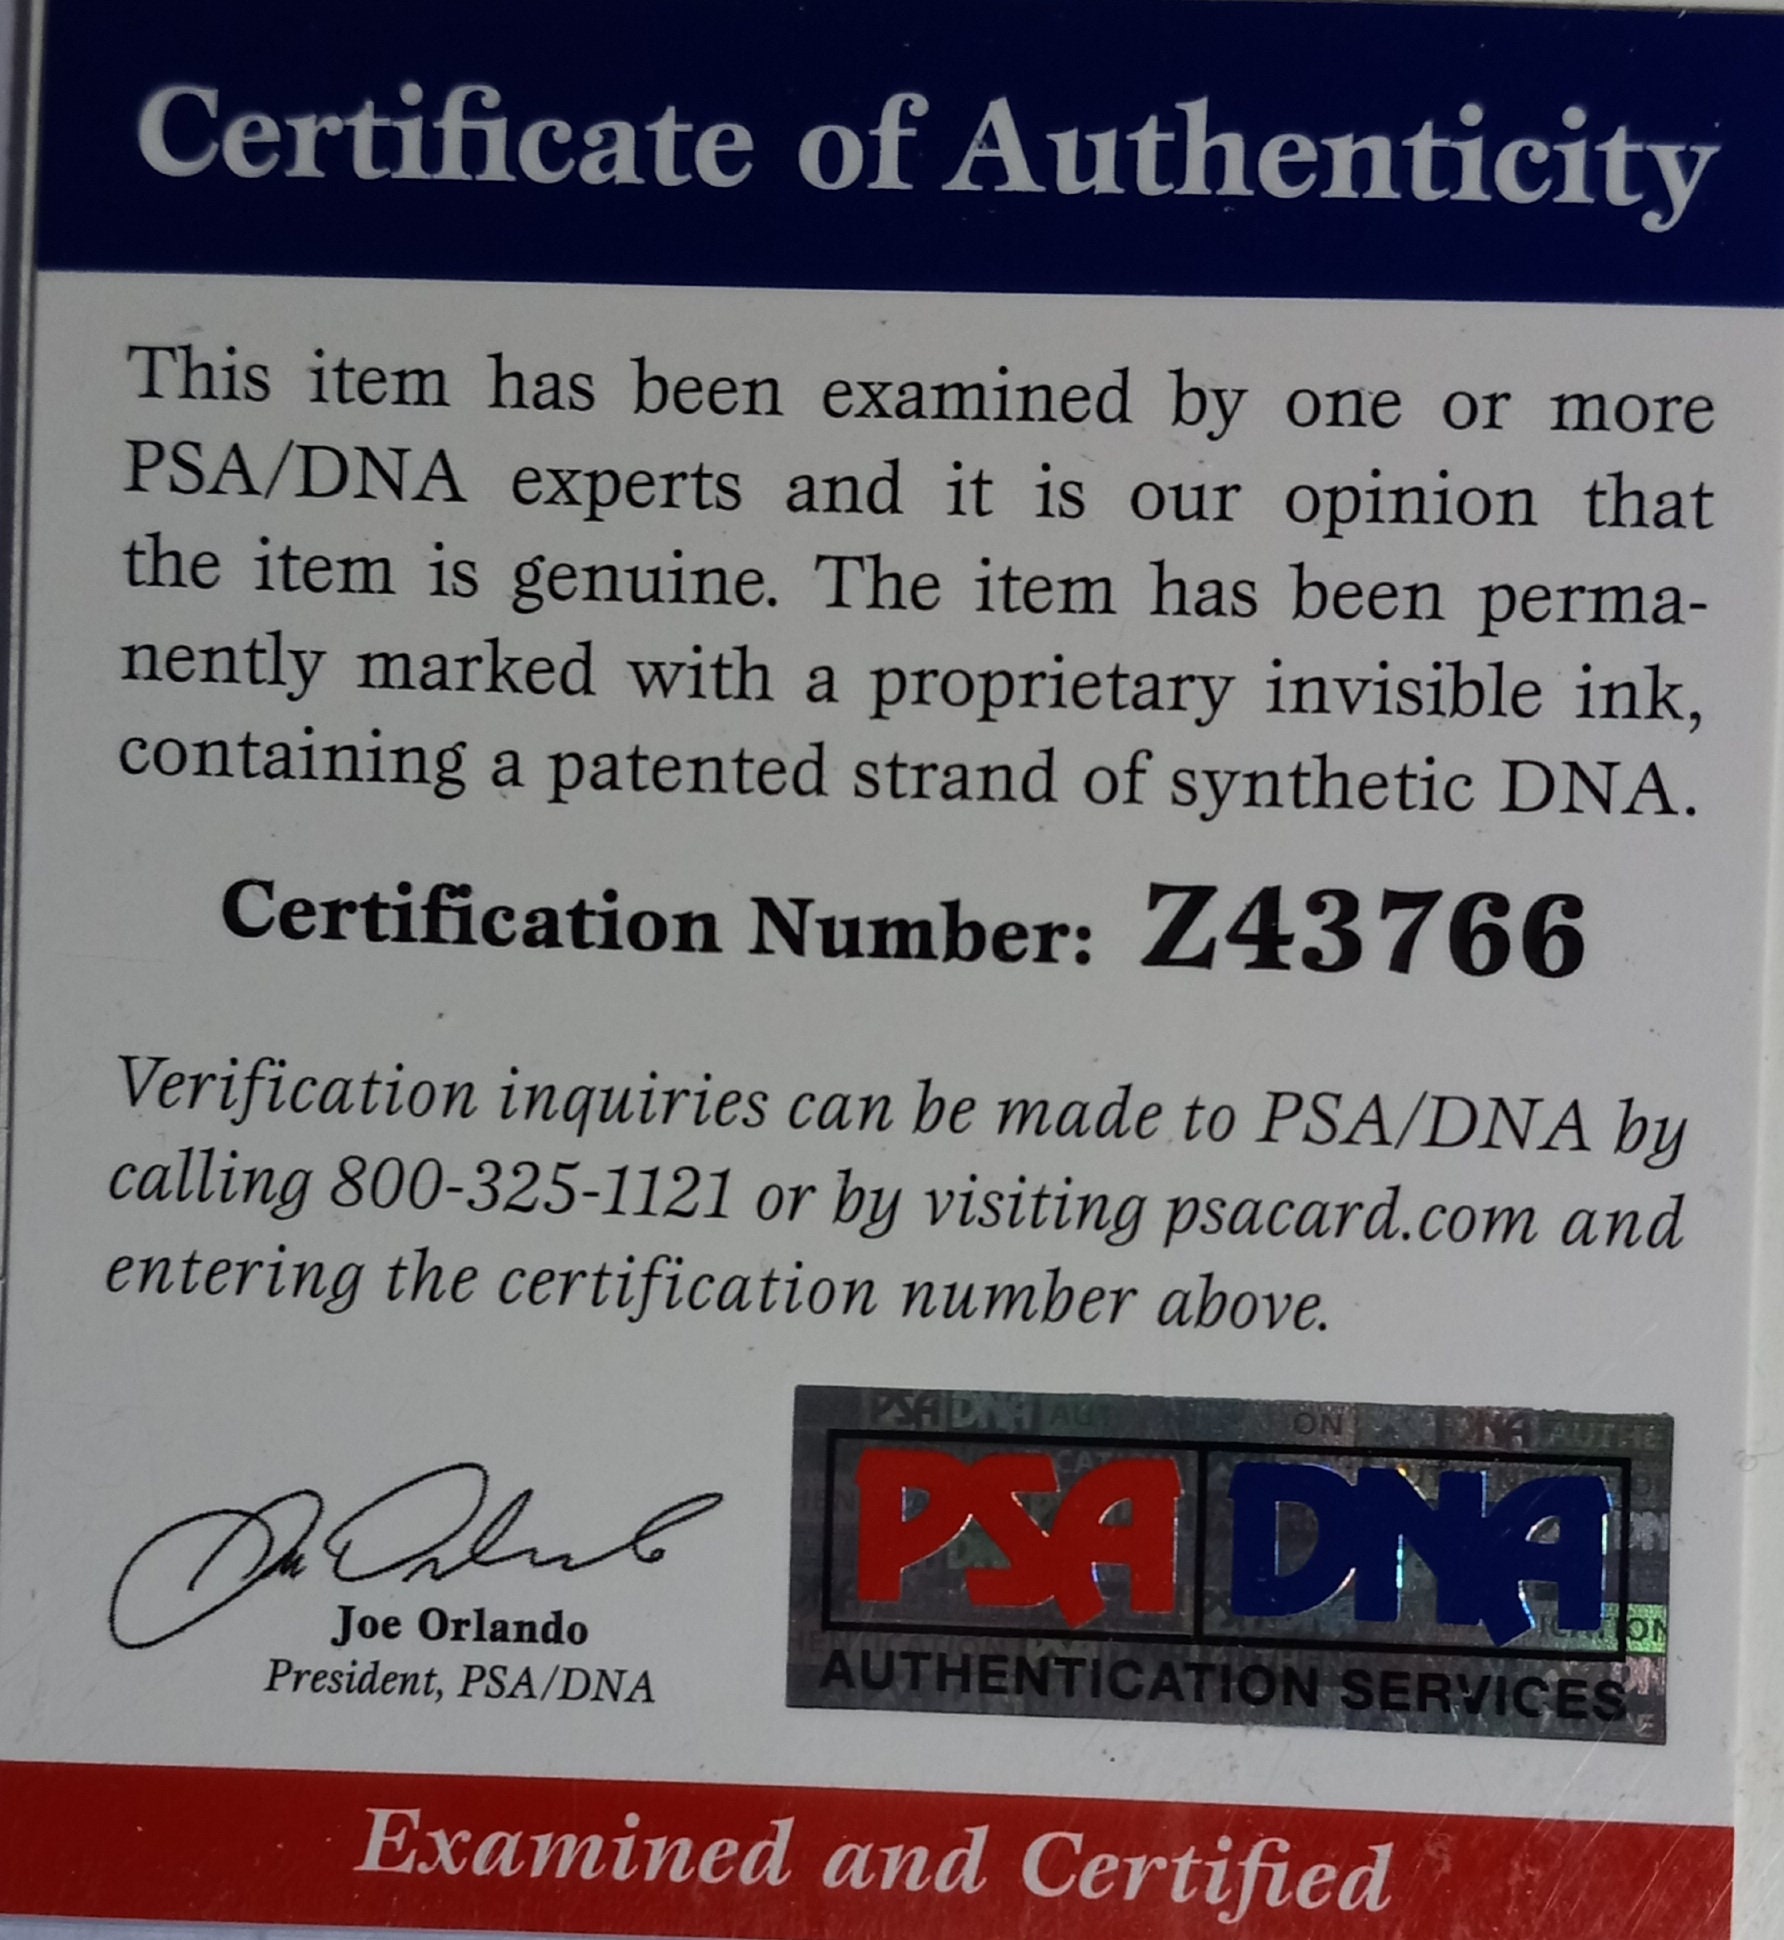 Certificate of Authenticity
This item has been examined by one or more
PSA/DNA experts and it is our opinion that
the item is genuine. The item has been perma-
nently marked with a proprietary invisible ink,
containing a patented strand of synthetic DNA.
Certification Number: Z43766
Verification inquiries can be made to PSA/DNA by
calling 800-325-1121 or by visiting psacard.com and
entering the certification number above.
Joe Orlando
President, PSA/DNA
PSA DNA
AUTHENTICATION SERVICES
Examined and Certified